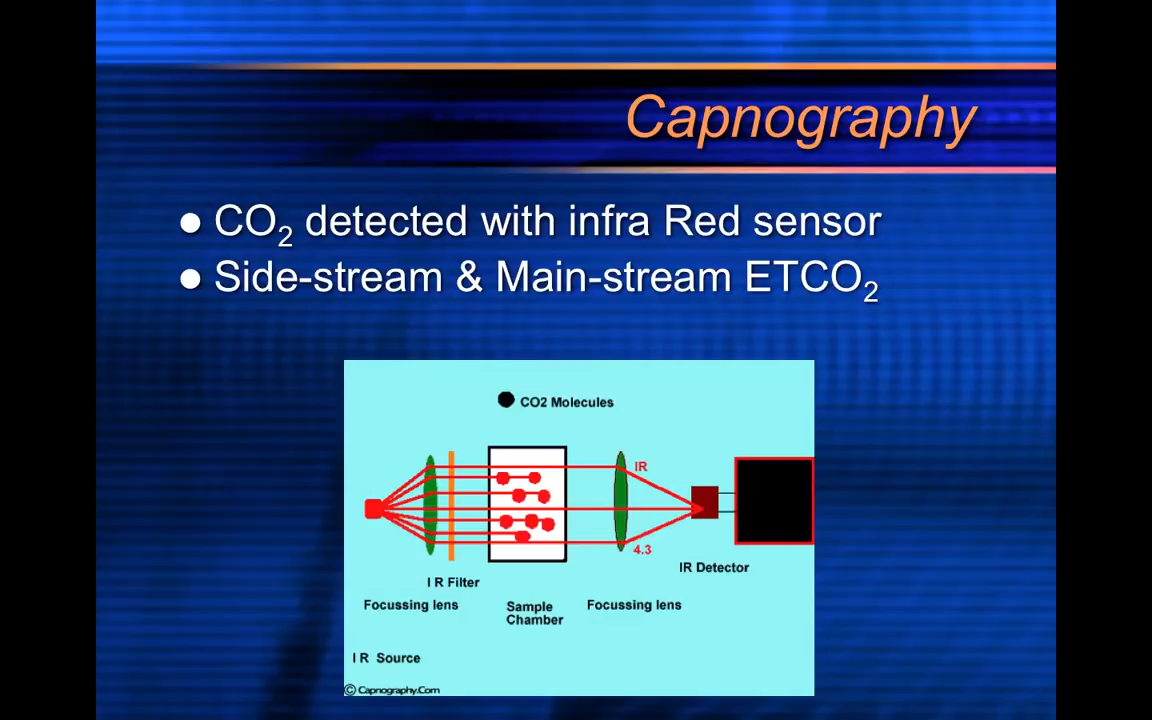 Capnography
● CO₂ detected with infra Red sensor
● Side-stream & Main-stream ETCO₂
CO2 Molecules
IR
4.3
IR Detector
I R Filter
Focussing lens
Sample
Chamber
Focussing lens
I R Source
© Capnography.Com